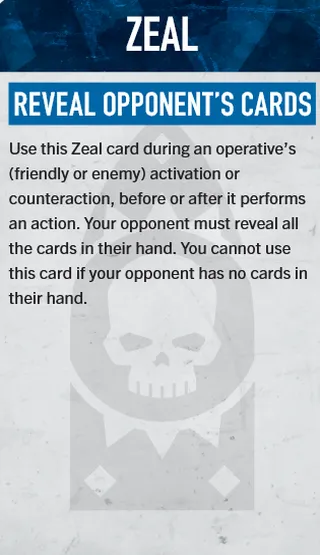 ZEAL
REVEAL OPPONENT'S CARDS
Use this Zeal card during an operative's
(friendly or enemy) activation or
counteraction, before or after it performs
an action. Your opponent must reveal all
the cards in their hand. You cannot use
this card if your opponent has no cards in
their hand.